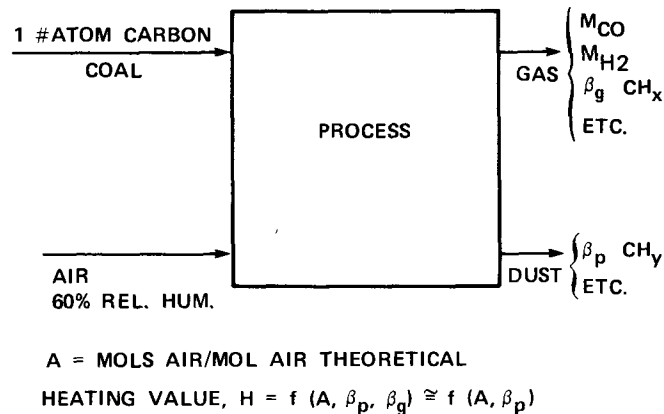 1 #ATOM CARBON
COAL
AIR
60% REL. HUM.
PROCESS
GAS
M_CO
M_H2
β_g CH_x
ETC.
DUST
β_p CH_y
ETC.
A = MOLS AIR/MOL AIR THEORETICAL
HEATING VALUE, H = f (A, β_p, β_g) ≅ f (A, β_p)